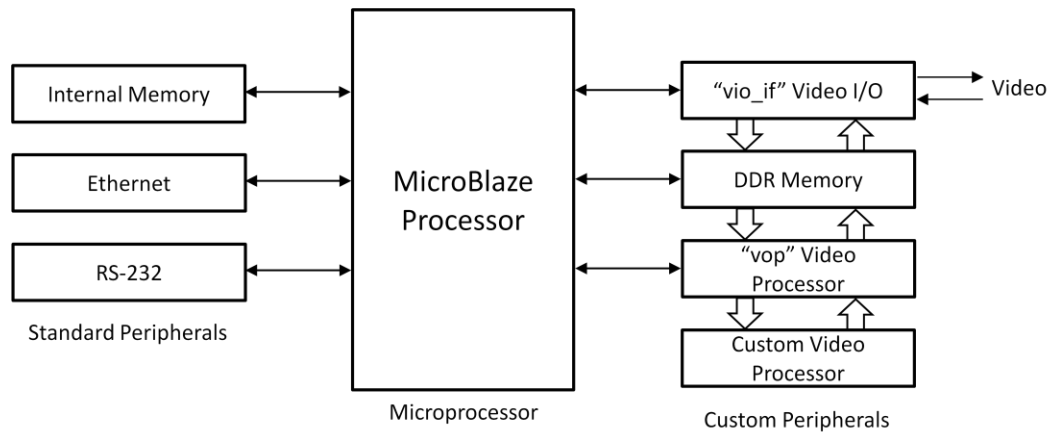 Internal Memory
Ethernet
RS-232
Standard Peripherals
MicroBlaze
Processor
Microprocessor
“vio_if” Video I/O
Video
DDR Memory
“vop” Video
Processor
Custom Video
Processor
Custom Peripherals